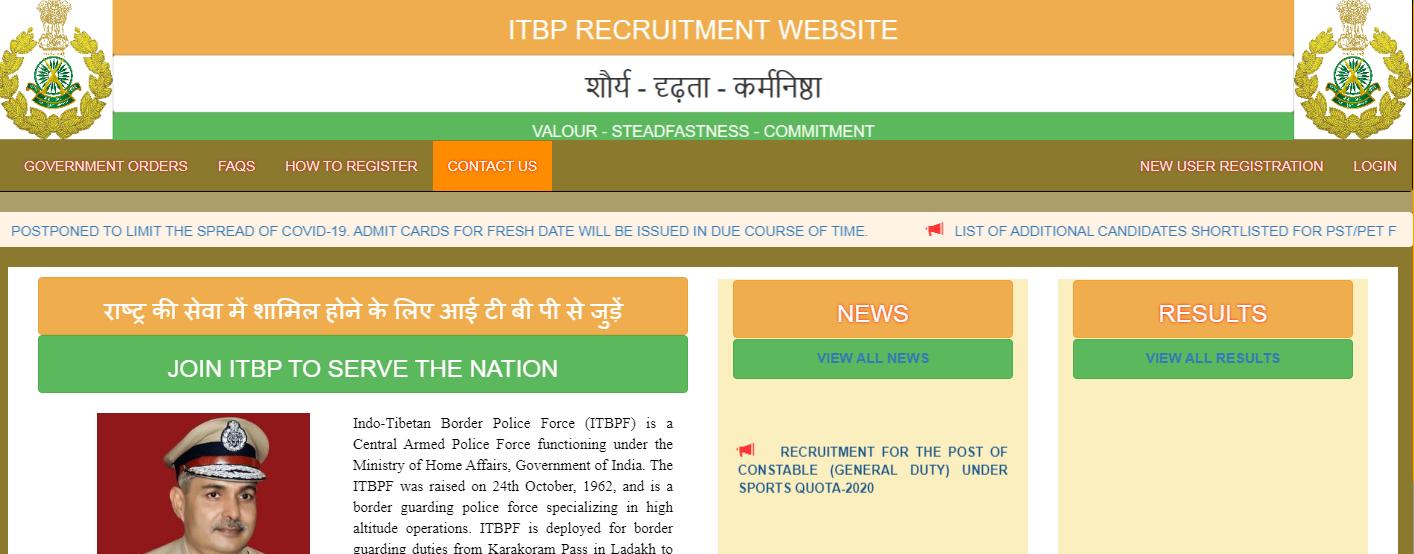 ITBP RECRUITMENT WEBSITE
शौर्य - दृढ़ता - कर्मनिष्ठा
VALOUR - STEADFASTNESS - COMMITMENT
GOVERNMENT ORDERS FAQS HOW TO REGISTER CONTACT US NEW USER REGISTRATION LOGIN
POSTPONED TO LIMIT THE SPREAD OF COVID-19. ADMIT CARDS FOR FRESH DATE WILL BE ISSUED IN DUE COURSE OF TIME. LIST OF ADDITIONAL CANDIDATES SHORTLISTED FOR PST/PET F
राष्ट्र की सेवा में शामिल होने के लिए आई टी बी पी से जुड़ें
JOIN ITBP TO SERVE THE NATION
Indo-Tibetan Border Police Force (ITBPF) is a
Central Armed Police Force functioning under the
Ministry of Home Affairs, Government of India. The
ITBPF was raised on 24th October, 1962, and is a
border guarding police force specializing in high
altitude operations. ITBPF is deployed for border
guarding duties from Karakoram Pass in Ladakh to
NEWS
VIEW ALL NEWS
RECRUITMENT FOR THE POST OF
CONSTABLE (GENERAL DUTY) UNDER
SPORTS QUOTA-2020
RESULTS
VIEW ALL RESULTS